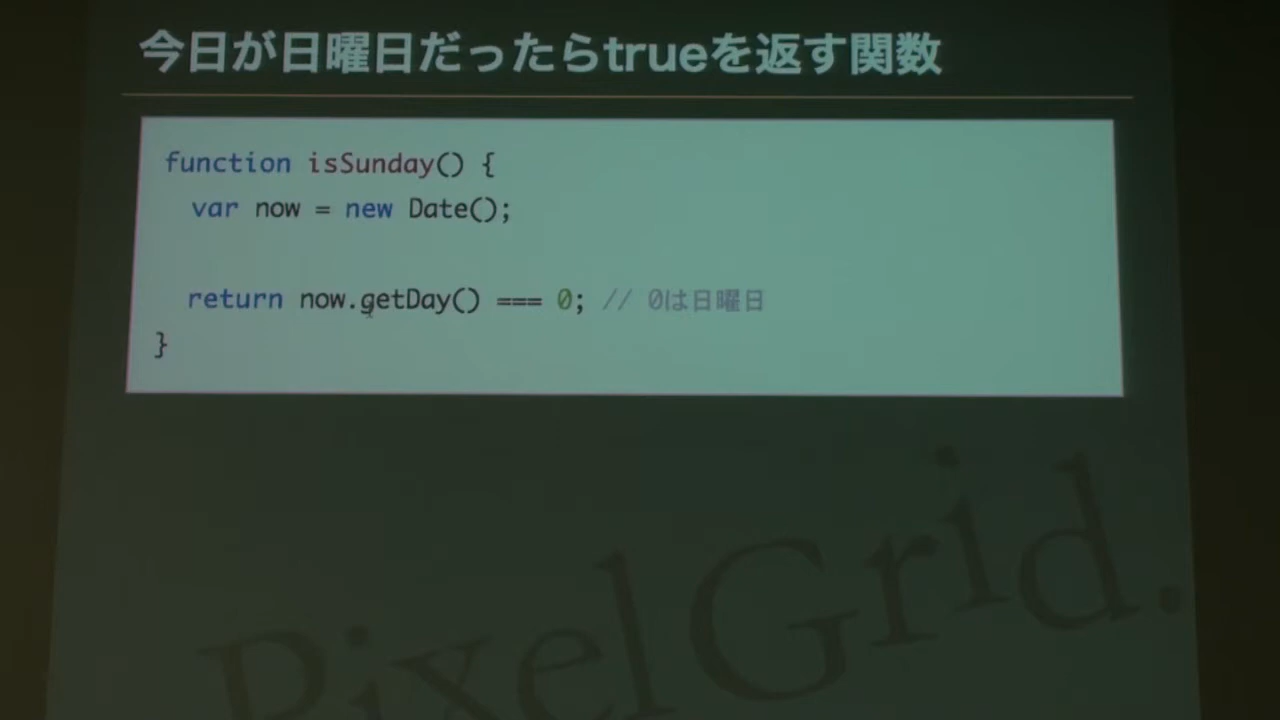 今日が日曜日だったらtrueを返す関数
function isSunday() {
var now = new Date();
return now.getDay() === 0; // 0は日曜日
}
PixelGrid.